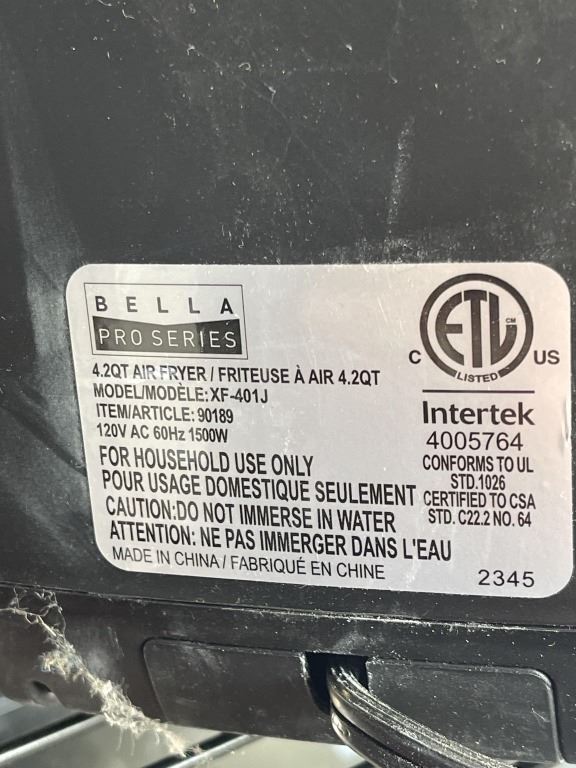 BELLA
PRO SERIES
4.2QT AIR FRYER / FRITEUSE À AIR 4.2QT
MODEL/MODÈLE: XF-401J
ITEM/ARTICLE: 90189
120V AC 60Hz 1500W
FOR HOUSEHOLD USE ONLY
POUR USAGE DOMESTIQUE SEULEMENT
CAUTION:DO NOT IMMERSE IN WATER
ATTENTION: NE PAS IMMERGER DANS L'EAU
MADE IN CHINA / FABRIQUÉ EN CHINE
ETL CM
C US
LISTED
Intertek
4005764
CONFORMS TO UL
STD.1026
CERTIFIED TO CSA
STD. C22.2 NO. 64
2345